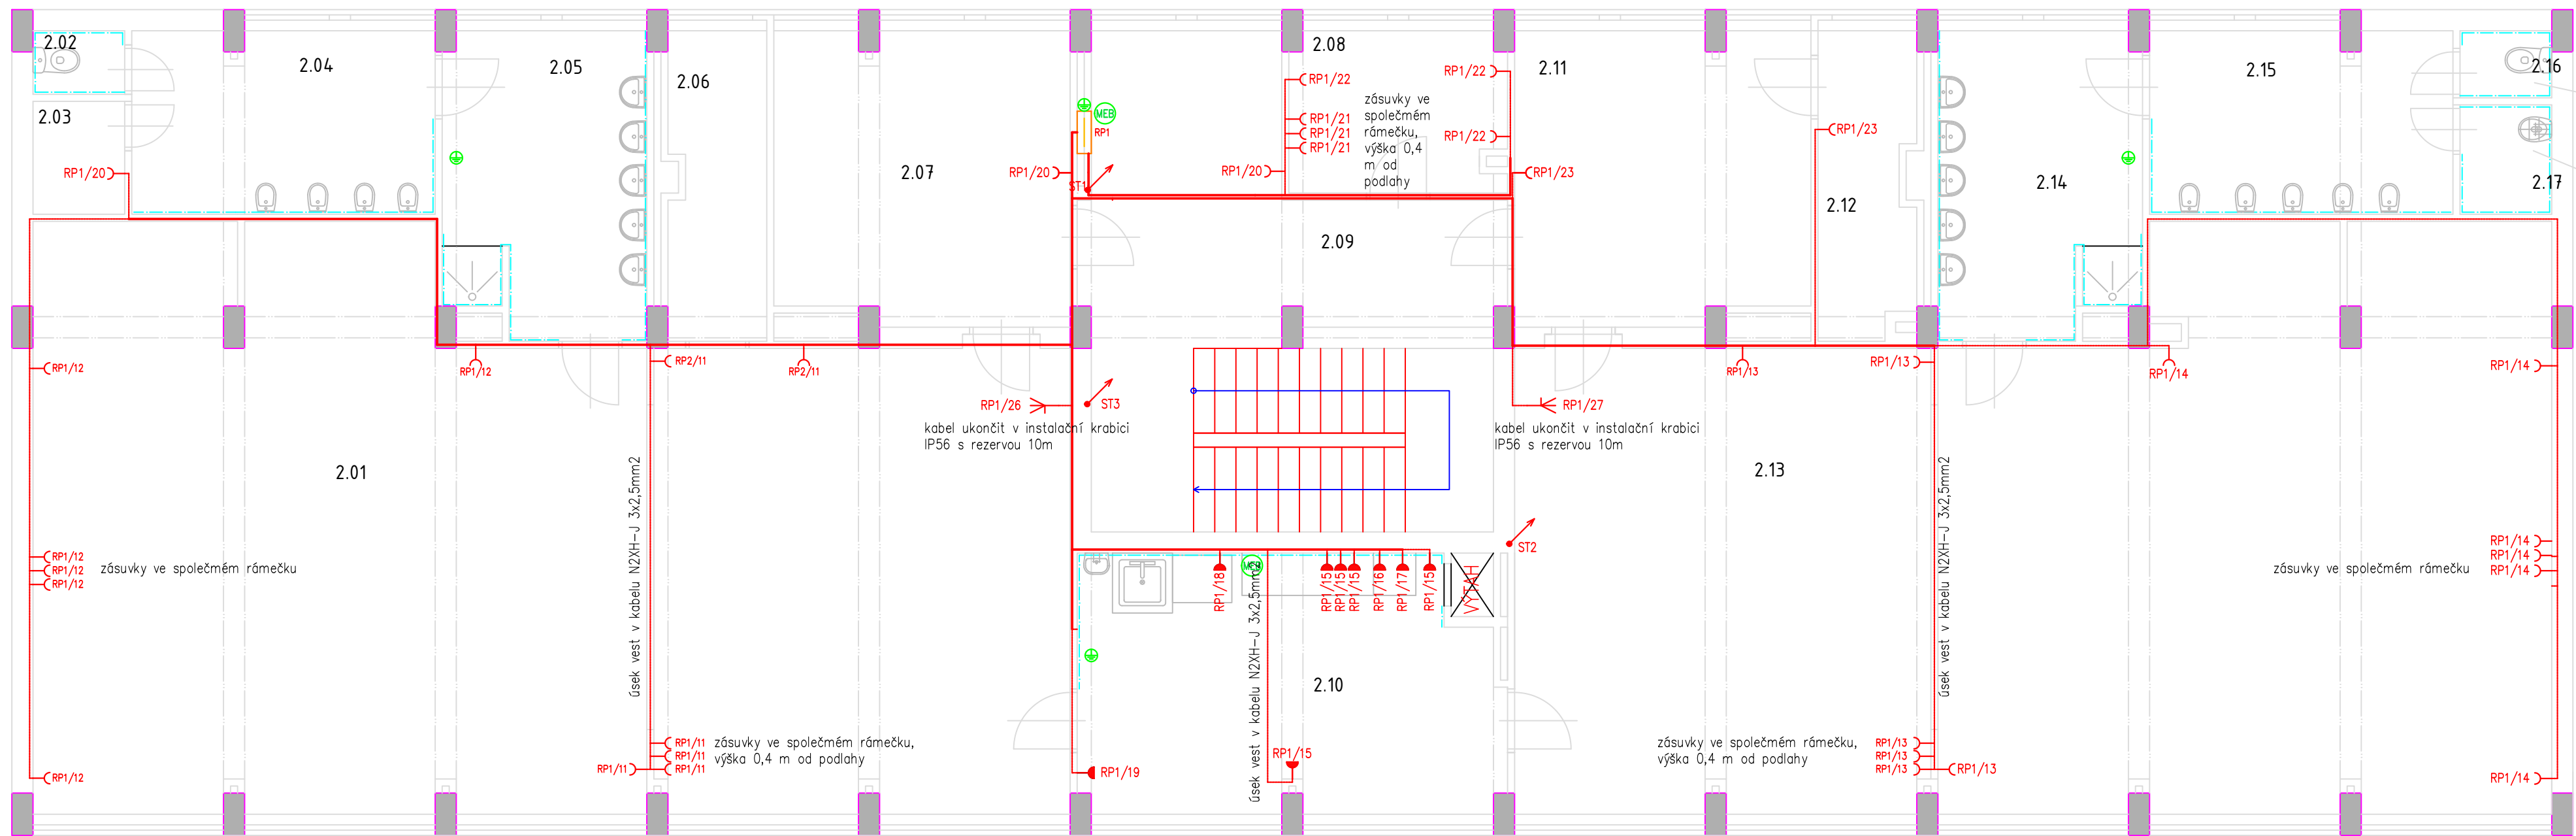 2.02
2.03
2.04
2.05
2.06
2.07
2.08
2.11
2.12
2.14
2.15
2.16
2.17
RP1/20
MEB
RP1
RP1/20
ST1
RP1/22
RP1/21
RP1/21
RP1/21
RP1/20
zásuvky ve
společmém
rámečku,
výška 0,4
m od
podlahy
RP1/22
RP1/22
RP1/23
RP1/23
2.09
RP1/12
RP1/12
RP2/11
RP2/11
RP1/13
RP1/13
RP1/14
RP1/14
RP1/26
ST3
kabel ukončit v instalační krabici
IP56 s rezervou 10m
RP1/27
kabel ukončit v instalační krabici
IP56 s rezervou 10m
2.01
2.13
úsek vest v kabelu N2XH-J 3x2,5mm2
úsek vest v kabelu N2XH-J 3x2,5mm2
ST2
RP1/12
RP1/12
RP1/12
zásuvky ve společmém rámečku
RP1/18
úsek vest v kabelu N2XH-J 3x2,5mm2
RP1/15
RP1/15
RP1/15
RP1/16
RP1/17
RP1/15
VÝTAH
zásuvky ve společmém rámečku
RP1/14
RP1/14
RP1/14
2.10
RP1/12
RP1/11
RP1/11
RP1/11
RP1/11
zásuvky ve společmém rámečku,
výška 0,4 m od podlahy
RP1/19
RP1/15
zásuvky ve společmém rámečku,
výška 0,4 m od podlahy
RP1/13
RP1/13
RP1/13
RP1/13
RP1/14